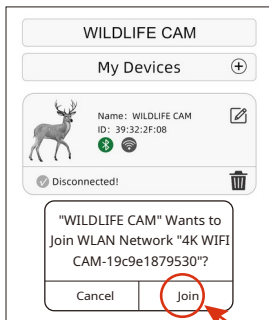 WILDLIFE CAM
My Devices
Name: WILDLIFE CAM
ID: 39:32:2F:08
Disconnected!
"WILDLIFE CAM" Wants to
Join WLAN Network "4K WIFI
CAM-19c9e1879530"?
Cancel Join